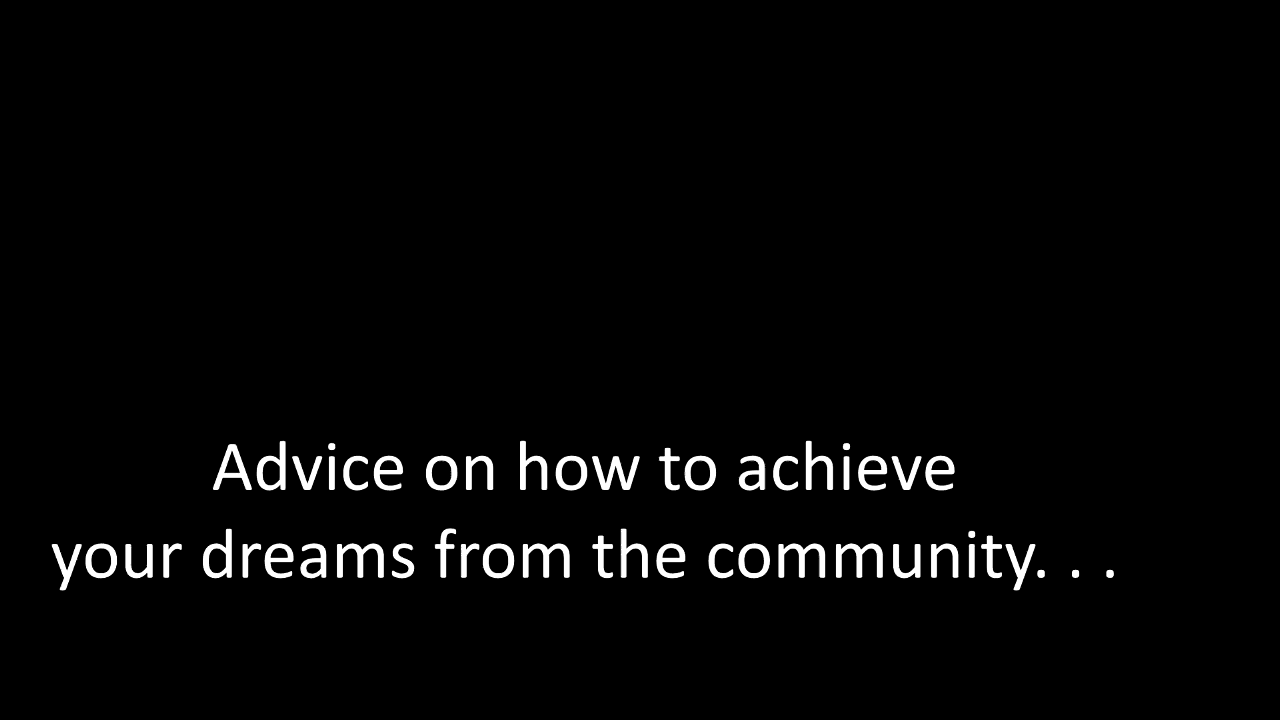 Advice on how to achieve
your dreams from the community. . .